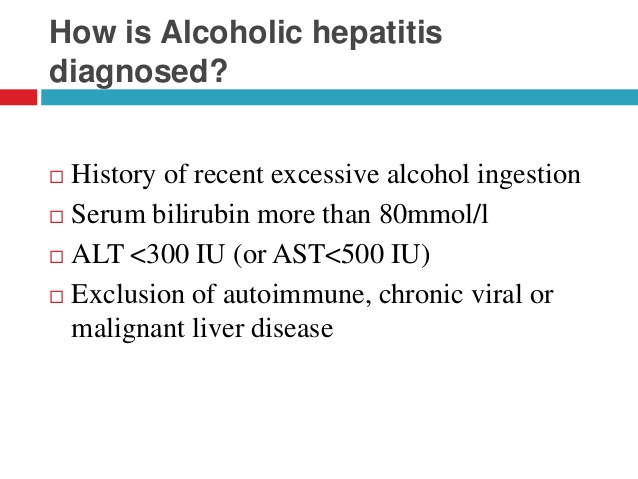 How is Alcoholic hepatitis
diagnosed?
History of recent excessive alcohol ingestion
Serum bilirubin more than 80mmol/l
ALT <300 IU (or AST<500 IU)
Exclusion of autoimmune, chronic viral or
malignant liver disease